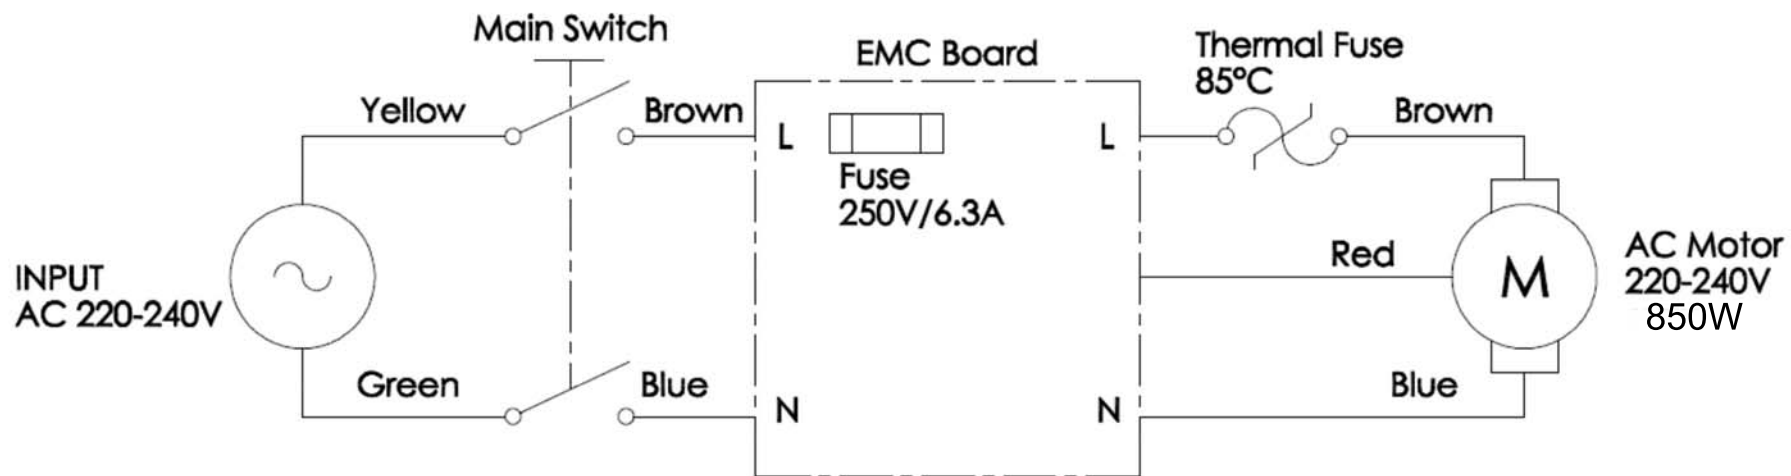 Main Switch
EMC Board
Thermal Fuse
85°C
Yellow
Brown
Brown
L
L
Fuse
250V/6.3A
Red
M
AC Motor
220-240V
850W
INPUT
AC 220-240V
Green
Blue
N
N
Blue